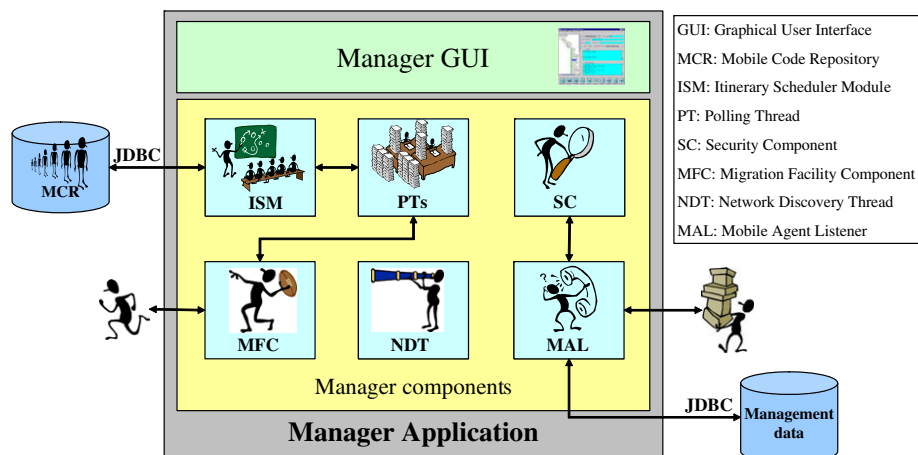 Manager GUI
GUI: Graphical User Interface
MCR: Mobile Code Repository
ISM: Itinerary Scheduler Module
PT: Polling Thread
SC: Security Component
MFC: Migration Facility Component
NDT: Network Discovery Thread
MAL: Mobile Agent Listener
JDBC
MCR
ISM
PTs
SC
MFC
NDT
MAL
Manager components
JDBC
Management
data
Manager Application